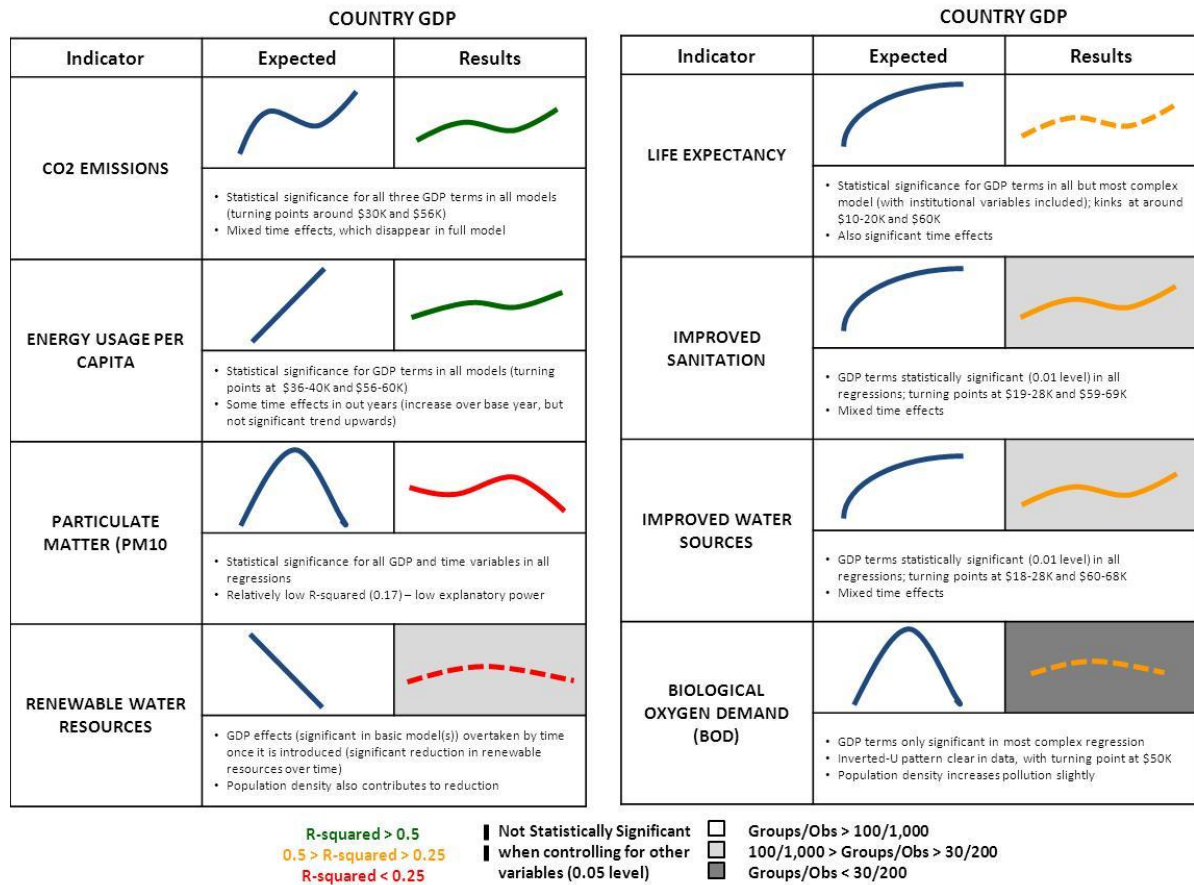 COUNTRY GDP
Indicator
Expected
Results
CO2 EMISSIONS
• Statistical significance for all three GDP terms in all models
(turning points around $30K and $56K)
• Mixed time effects, which disappear in full model
ENERGY USAGE PER
CAPITA
• Statistical significance for GDP terms in all models (turning
points at $36-40K and $56-60K)
• Some time effects in out years (increase over base year, but
not significant trend upwards)
PARTICULATE
MATTER (PM10
• Statistical significance for all GDP and time variables in all
regressions
• Relatively low R-squared (0.17) – low explanatory power
RENEWABLE WATER
RESOURCES
• GDP effects (significant in basic model(s)) overtaken by time
once it is introduced (significant reduction in renewable
resources over time)
• Population density also contributes to reduction
COUNTRY GDP
Indicator
Expected
Results
LIFE EXPECTANCY
• Statistical significance for GDP terms in all but most complex
model (with institutional variables included); kinks at around
$10-20K and $60K
• Also significant time effects
IMPROVED
SANITATION
• GDP terms statistically significant (0.01 level) in all
regressions; turning points at $19-28K and $59-69K
• Mixed time effects
IMPROVED WATER
SOURCES
• GDP terms statistically significant (0.01 level) in all
regressions; turning points at $18-28K and $60-68K
• Mixed time effects
BIOLOGICAL
OXYGEN DEMAND
(BOD)
• GDP terms only significant in most complex regression
• Inverted-U pattern clear in data, with turning point at $50K
• Population density increases pollution slightly
R-squared > 0.5
0.5 > R-squared > 0.25
R-squared < 0.25
Not Statistically Significant
when controlling for other
variables (0.05 level)
Groups/Obs > 100/1,000
100/1,000 > Groups/Obs > 30/200
Groups/Obs < 30/200